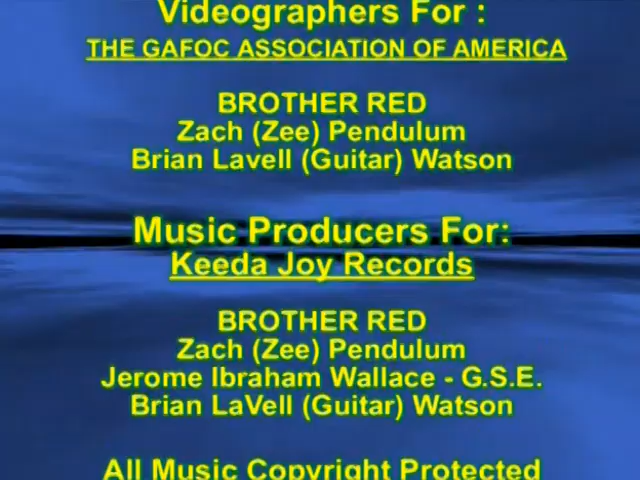 Videographers For :
THE GAFOC ASSOCIATION OF AMERICA
BROTHER RED
Zach (Zee) Pendulum
Brian Lavell (Guitar) Watson
Music Producers For:
Keeda Joy Records
BROTHER RED
Zach (Zee) Pendulum
Jerome Ibraham Wallace - G.S.E.
Brian LaVell (Guitar) Watson
All Music Copyright Protected